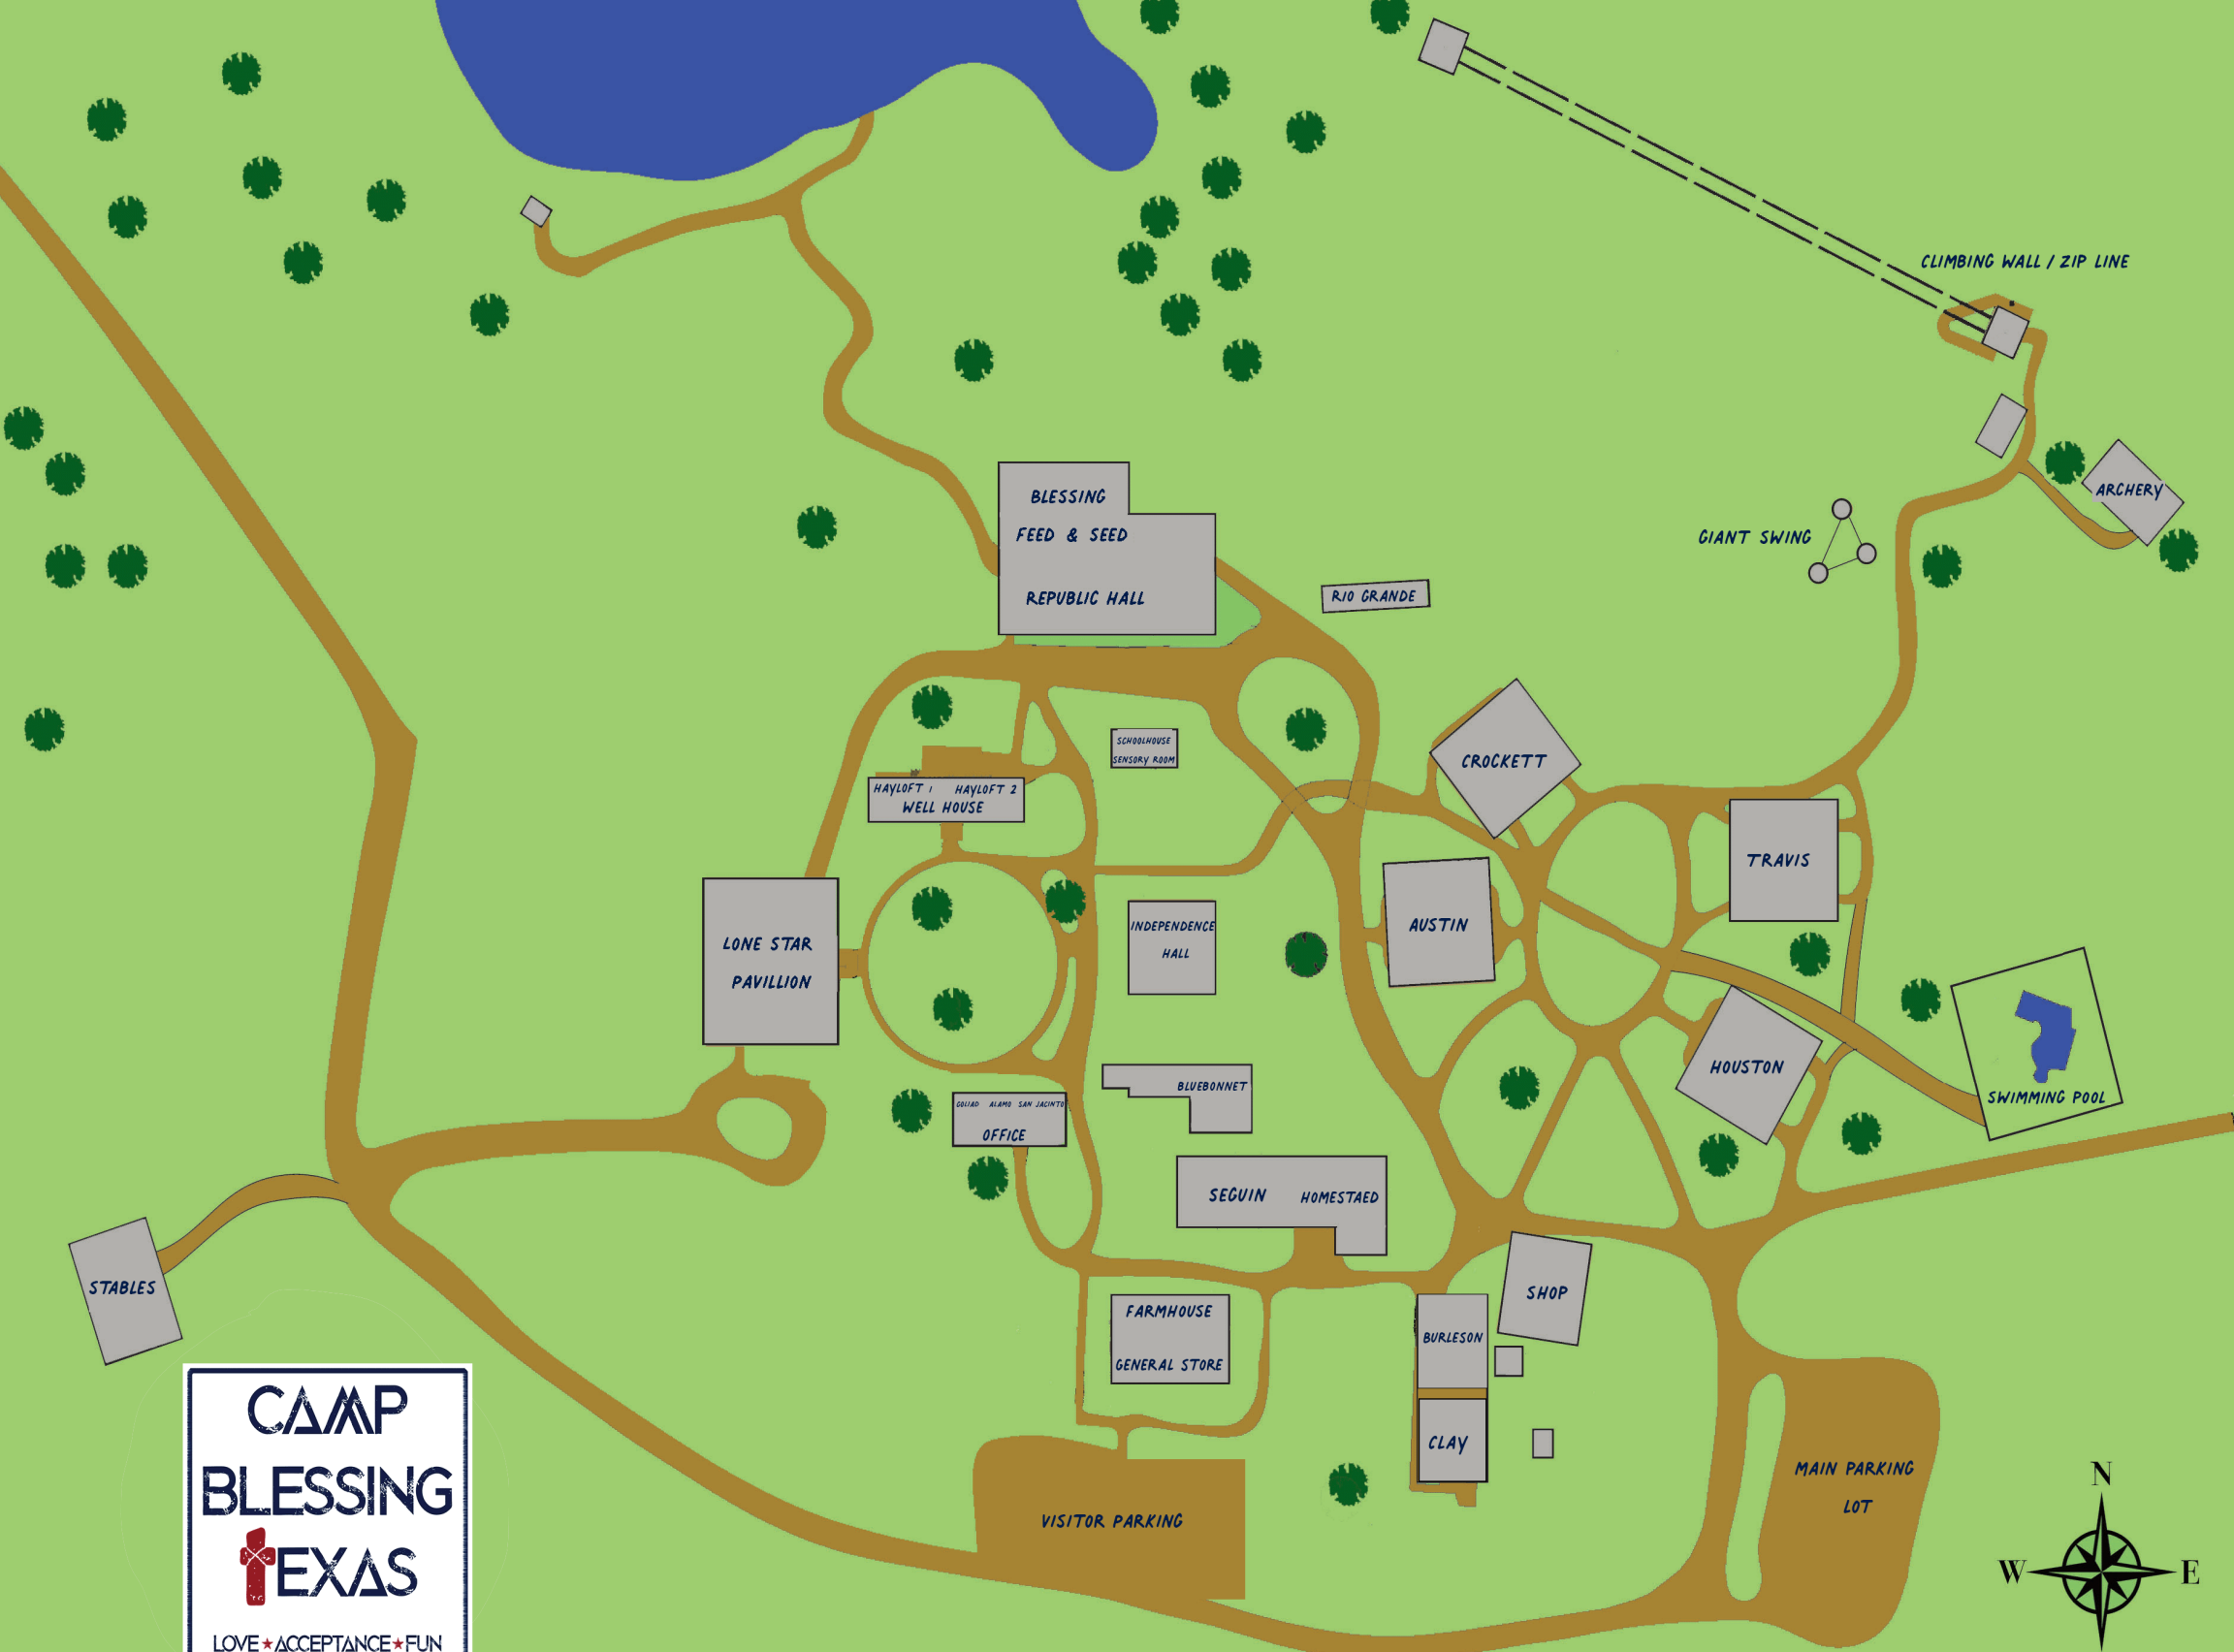 CLIMBING WALL / ZIP LINE
ARCHERY
GIANT SWING
BLESSING
FEED & SEED
REPUBLIC HALL
RIO GRANDE
SCHOOLHOUSE
SENSORY ROOM
CROCKETT
HAYLOFT 1 HAYLOFT 2
WELL HOUSE
TRAVIS
AUSTIN
LONE STAR
PAVILLION
INDEPENDENCE
HALL
HOUSTON
SWIMMING POOL
BLUEBONNET
GOLIAD ALAMO SAN JACINTO
OFFICE
SEGUIN HOMESTAED
STABLES
SHOP
FARMHOUSE
GENERAL STORE
BURLESON
CLAY
MAIN PARKING
LOT
VISITOR PARKING
CAMP
BLESSING
TEXAS
LOVE★ACCEPTANCE★FUN
N
W E